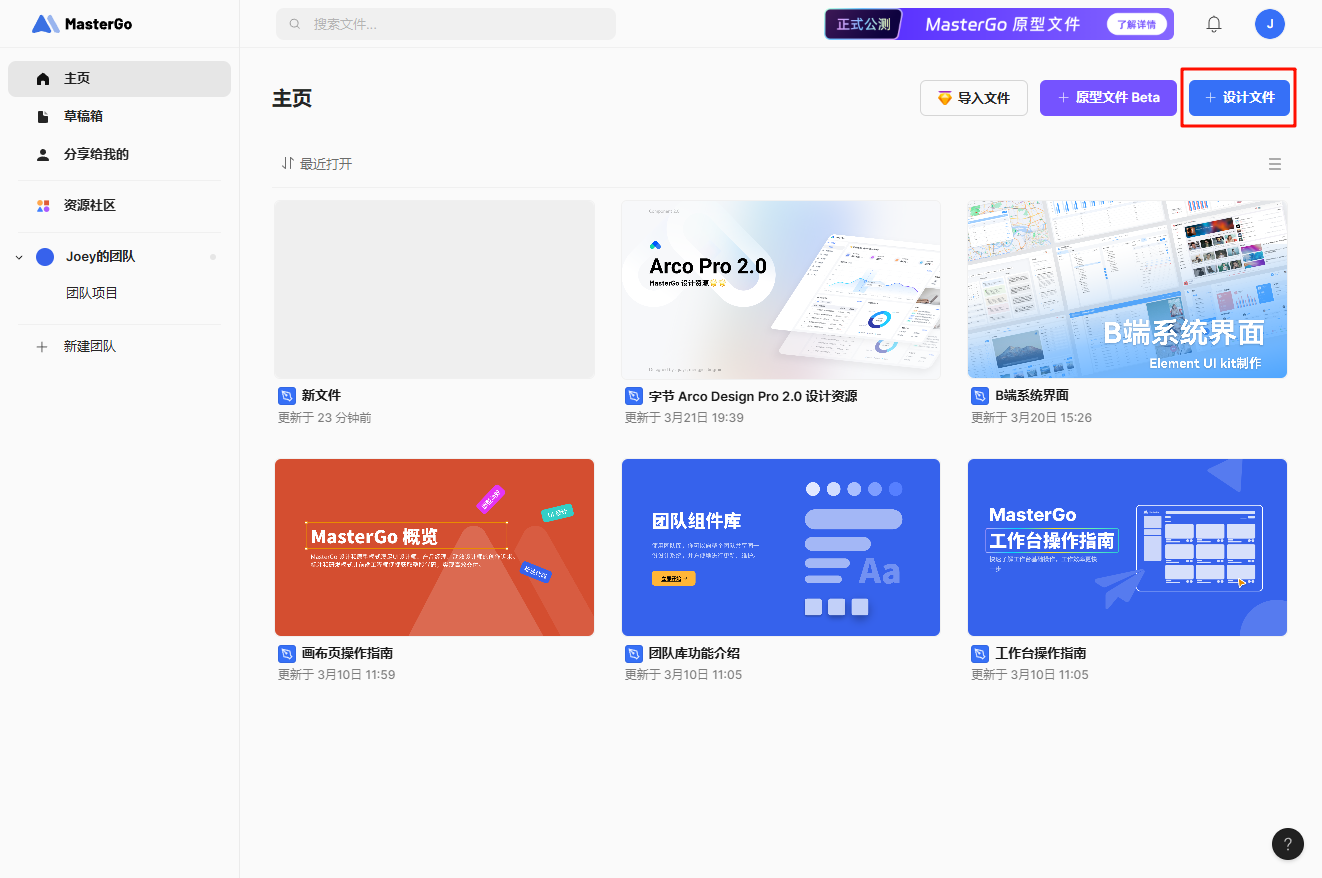 MasterGo
搜索文件...
正式公测
MasterGo 原型文件
了解详情
J
主页
草稿箱
分享给我的
资源社区
Joey的团队
团队项目
新建团队
主页
导入文件
原型文件 Beta
设计文件
最近打开
Component 2.0
Arco Pro 2.0
MasterGo 设计资源
B端系统界面
Element UI kit制作
新文件
更新于 23 分钟前
字节 Arco Design Pro 2.0 设计资源
更新于 3月21日 19:39
B端系统界面
更新于 3月20日 15:26
MasterGo 概览
团队组件库
Aa
MasterGo
工作台操作指南
画布页操作指南
更新于 3月10日 11:59
团队库功能介绍
更新于 3月10日 11:05
工作台操作指南
更新于 3月10日 11:05
?